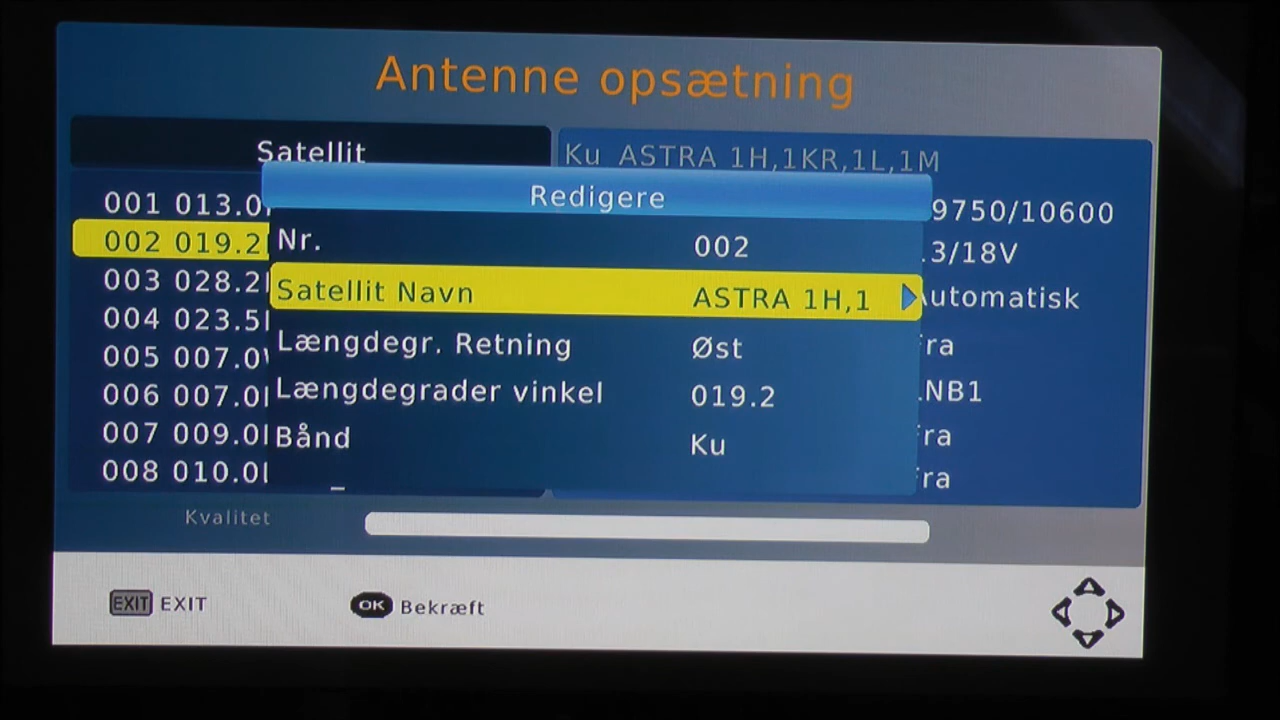 Antenne opsætning
Satellit
Ku ASTRA 1H,1KR,1L,1M
Redigere
001 013.0
002 019.2
003 028.2
004 023.5
005 007.0
006 007.0
007 009.0
008 010.0
Nr. 002
Satellit Navn ASTRA 1H,1
Længdegr. Retning Øst
Længdegrader vinkel 019.2
Bånd Ku
9750/10600
3/18V
utomatisk
ra
NB1
ra
ra
Kvalitet
EXIT EXIT
OK Bekræft